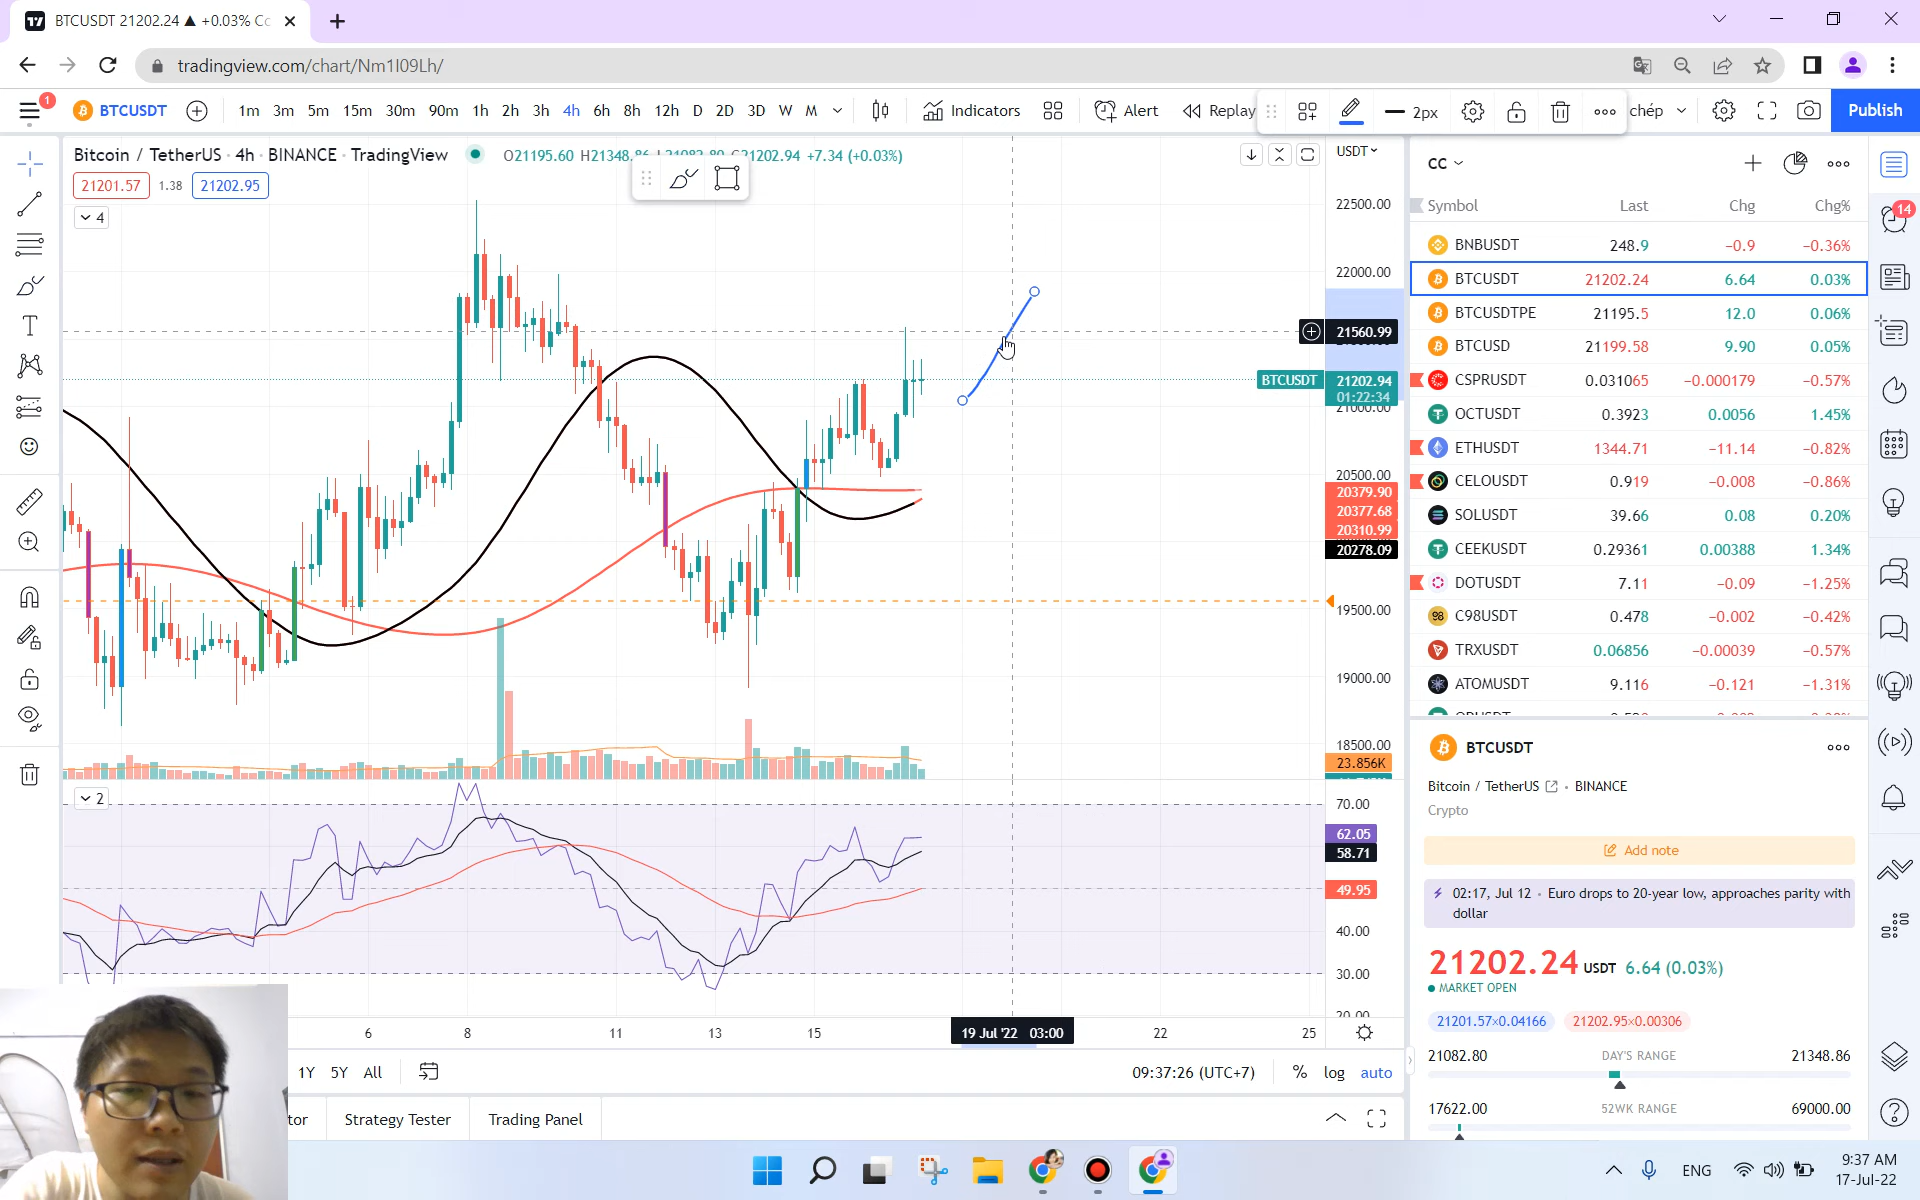 BTCUSDT 21202.24 ▲ +0.03% Co
tradingview.com/chart/Nm1I09Lh/
1
BTCUSDT 1m 3m 5m 15m 30m 90m 1h 2h 3h 4h 6h 8h 12h D 2D 3D W M Indicators Alert Replay 2px chép Publish
Bitcoin / TetherUS · 4h · BINANCE · TradingView O21195.60 H21348.86 +7.34 (+0.03%)
21201.57 1.38 21202.95
4
USDT
22500.00
22000.00
21560.99
BTCUSDT 21202.94
01:22:34
21000.00
20500.00
20379.90
20377.68
20310.99
20278.09
19500.00
19000.00
18500.00
23.856K
2
70.00
62.05
58.71
49.95
40.00
30.00
20.00
6 8 11 13 15 19 Jul '22 03:00 22 25
1Y 5Y All 09:37:26 (UTC+7) % log auto
tor Strategy Tester Trading Panel
CC
Symbol Last Chg Chg%
BNBUSDT 248.9 −0.9 −0.36%
BTCUSDT 21202.24 6.64 0.03%
BTCUSDTPE 21195.5 12.0 0.06%
BTCUSD 21199.58 9.90 0.05%
CSPRUSDT 0.031065 −0.000179 −0.57%
OCTUSDT 0.3923 0.0056 1.45%
ETHUSDT 1344.71 −11.14 −0.82%
CELOUSDT 0.919 −0.008 −0.86%
SOLUSDT 39.66 0.08 0.20%
CEEKUSDT 0.29361 0.00388 1.34%
DOTUSDT 7.11 −0.09 −1.25%
C98USDT 0.478 −0.002 −0.42%
TRXUSDT 0.06856 −0.00039 −0.57%
ATOMUSDT 9.116 −0.121 −1.31%
BTCUSDT
Bitcoin / TetherUS · BINANCE
Crypto
Add note
02:17, Jul 12 · Euro drops to 20-year low, approaches parity with
dollar
21202.24 USDT 6.64 (0.03%)
MARKET OPEN
21201.57×0.04166 21202.95×0.00306
21082.80 DAY'S RANGE 21348.86
17622.00 52WK RANGE 69000.00
14
ENG
9:37 AM
17-Jul-22